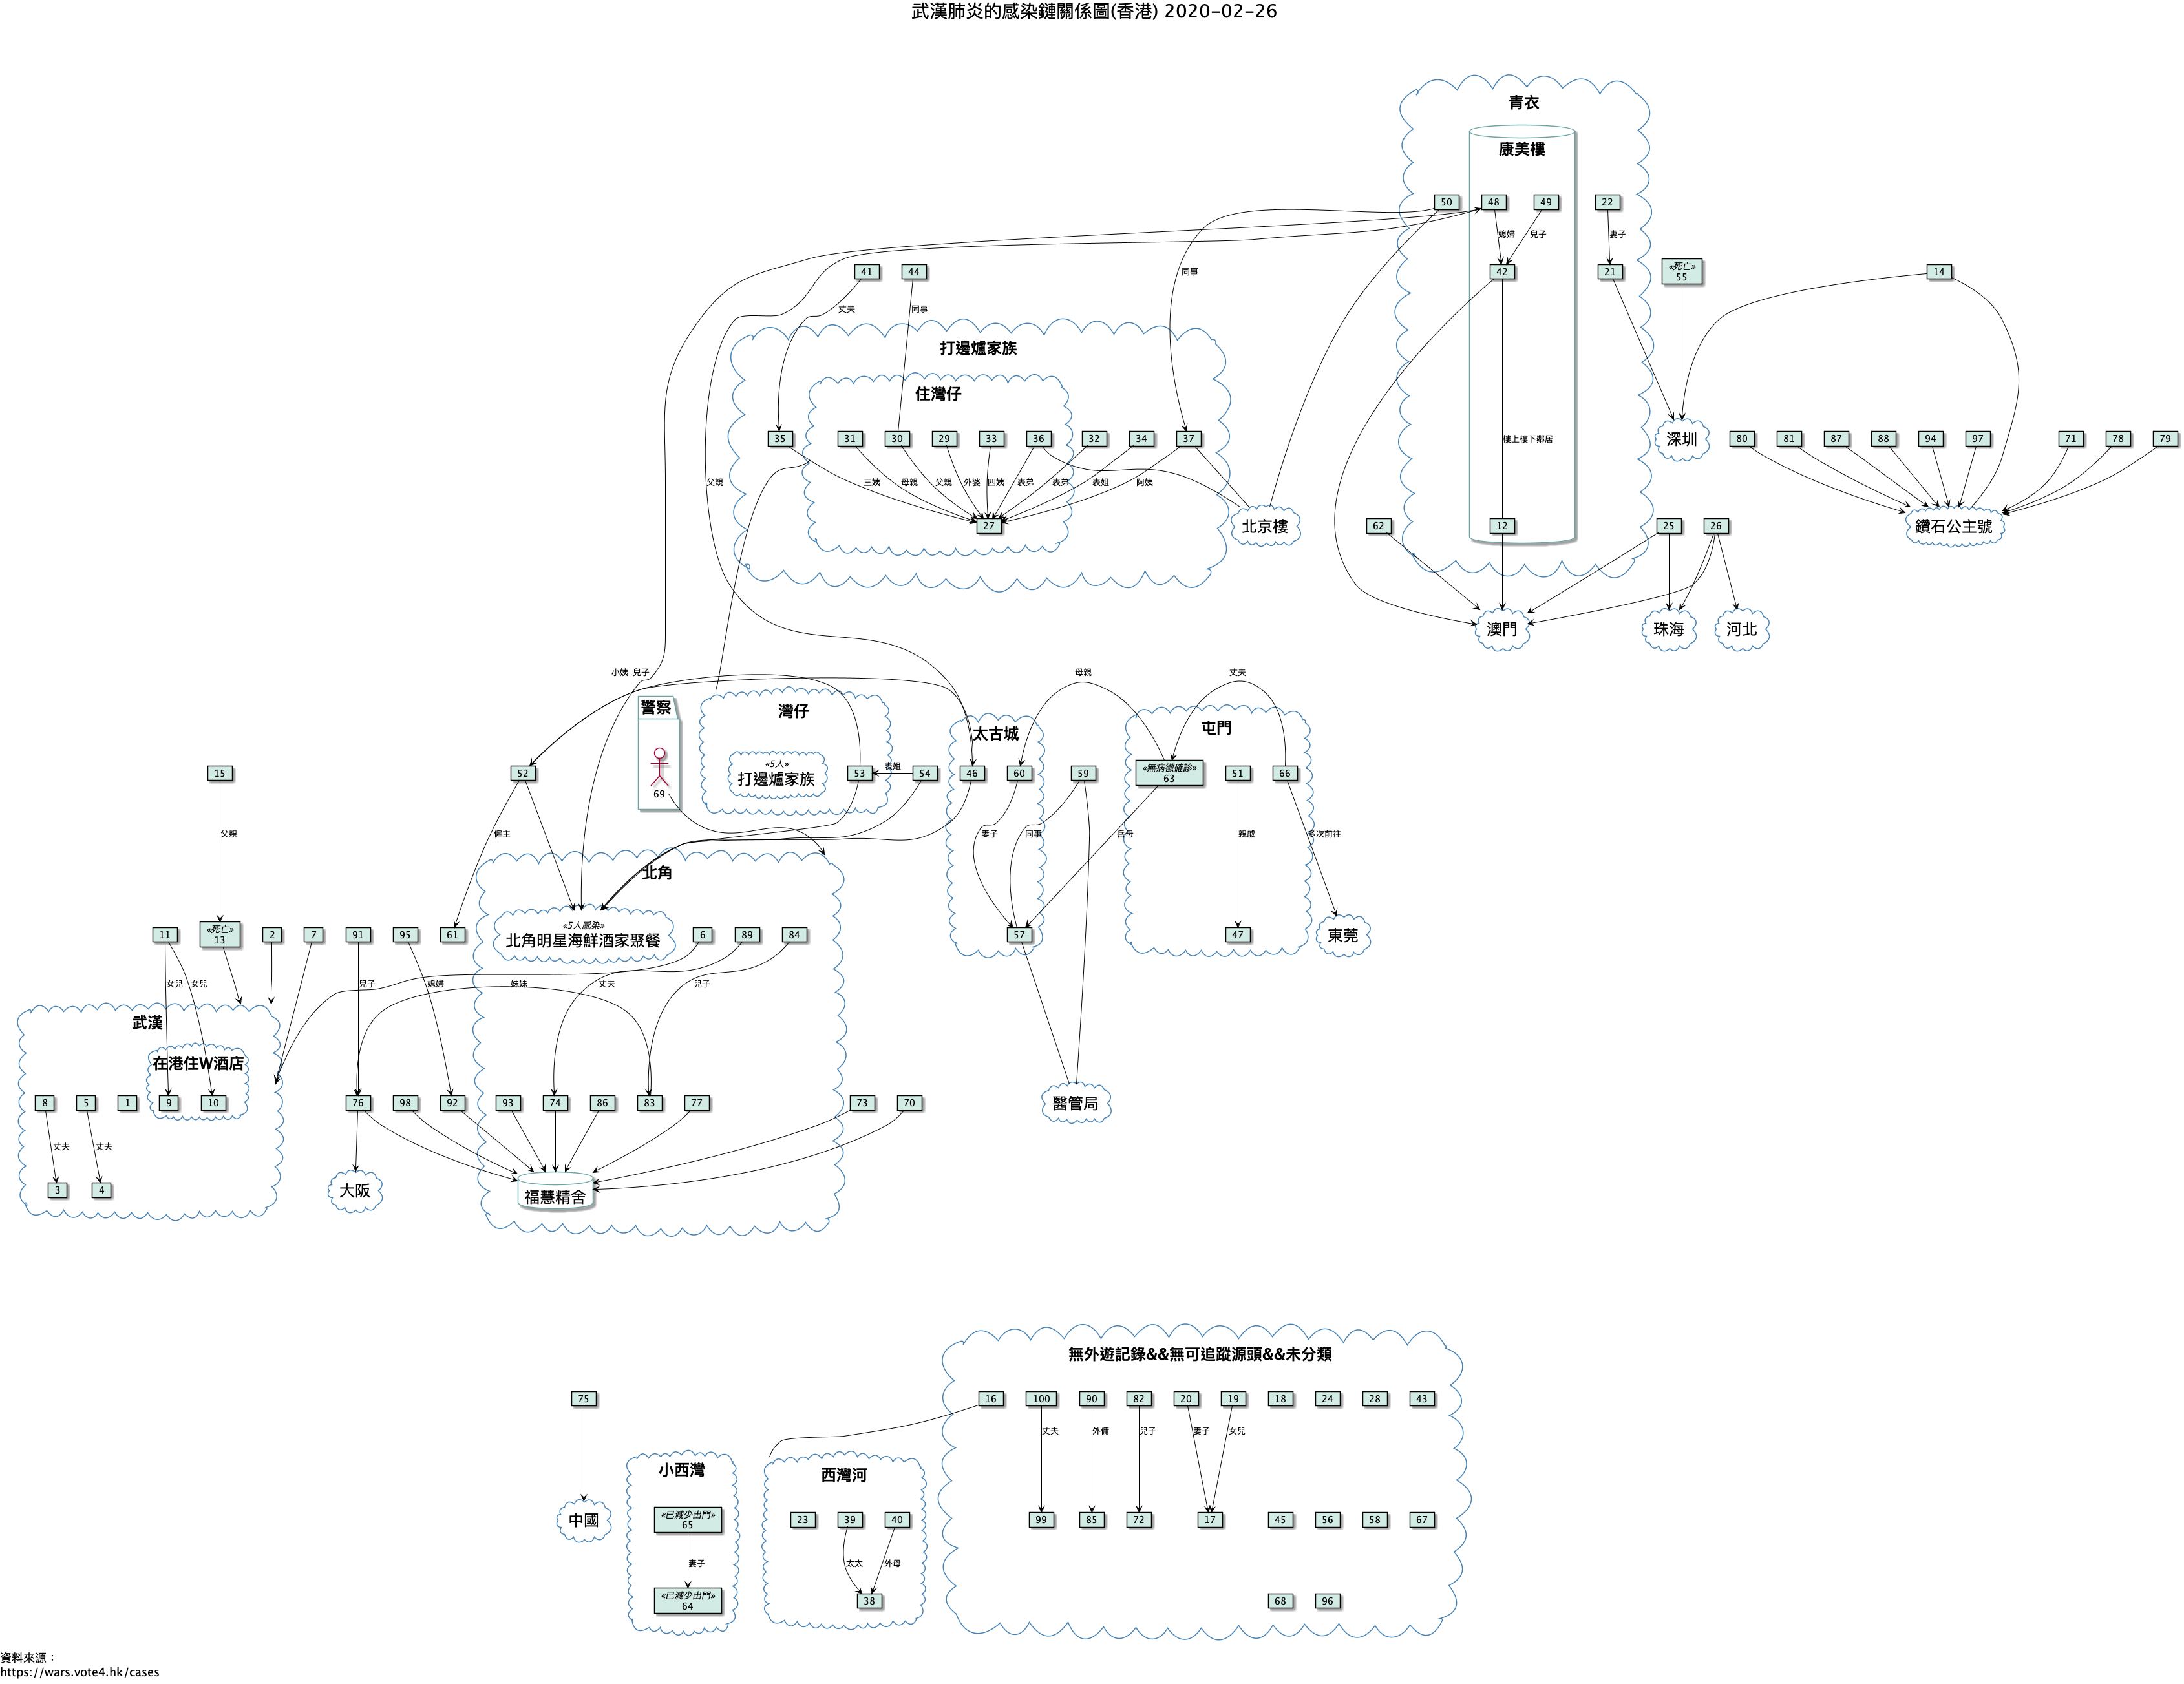 武漢肺炎的感染鏈關係圖(香港) 2020-02-26
青衣
康美樓
50
48
49
22
媳婦
兒子
妻子
41
44
同事
42
21
«死亡»
55
14
丈夫
同事
打邊爐家族
住灣仔
35
31
30
29
33
36
32
34
37
樓上樓下鄰居
深圳
80
81
87
88
94
97
71
78
79
父親
三姨
母親
父親
外婆
四姨
表弟
表弟
表姐
阿姨
27
北京樓
62
12
25
26
鑽石公主號
澳門
珠海
河北
小姨
兒子
母親
丈夫
警察
灣仔
太古城
屯門
15
52
69
«5人»
打邊爐家族
53
表姐
54
46
60
59
«無病徵確診»
63
51
66
父親
僱主
妻子
同事
岳母
親戚
多次前往
北角
11
«死亡»
13
2
7
91
95
61
«5人感染»
北角明星海鮮酒家聚餐
6
89
84
57
47
東莞
女兒
女兒
兒子
媳婦
妹妹
丈夫
兒子
武漢
在港住W酒店
8
5
1
9
10
76
98
92
93
74
86
83
77
73
70
醫管局
丈夫
丈夫
3
4
大阪
福慧精舍
無外遊記錄&&無可追蹤源頭&&未分類
75
16
100
90
82
20
19
18
24
28
43
丈夫
外傭
兒子
妻子
女兒
小西灣
西灣河
中國
«已減少出門»
65
23
39
40
99
85
72
17
45
56
58
67
妻子
太太
外母
«已減少出門»
64
38
68
96
資料來源：
https://wars.vote4.hk/cases